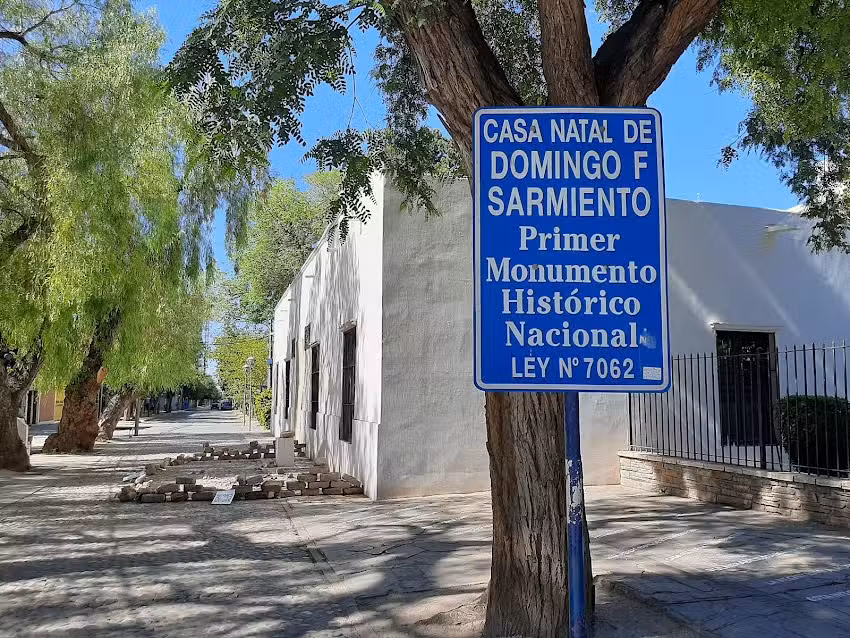 CASA NATAL DE
DOMINGO F
SARMIENTO
Primer
Monumento
Histórico
Nacional
LEY Nº 7062